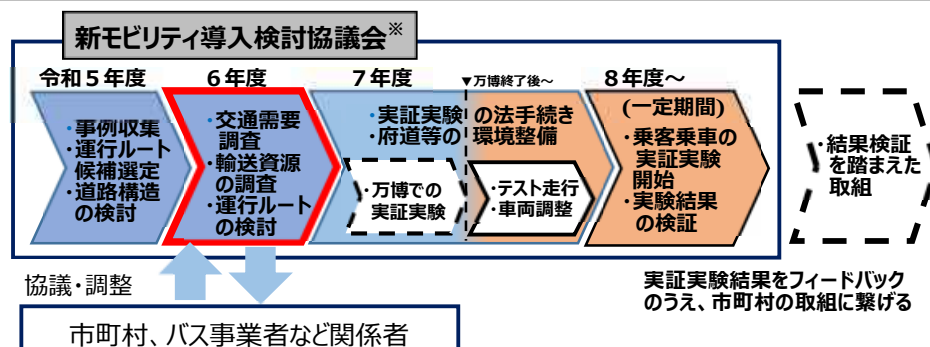 新モビリティ導入検討協議会※
令和5年度
6年度
7年度
▼万博終了後～
8年度～
・事例収集
・運行ルート
候補選定
・道路構造
の検討
・交通需要
調査
・輸送資源
の調査
・運行ルート
の検討
・実証実験の法手続き
・府道等の環境整備
・万博での
実証実験
・テスト走行
・車両調整
(一定期間)
・乗客乗車の
実証実験
開始
・実験結果
の検証
・結果検証
を踏まえた
取組
協議・調整
市町村、バス事業者など関係者
実証実験結果をフィードバック
のうえ、市町村の取組に繋げる